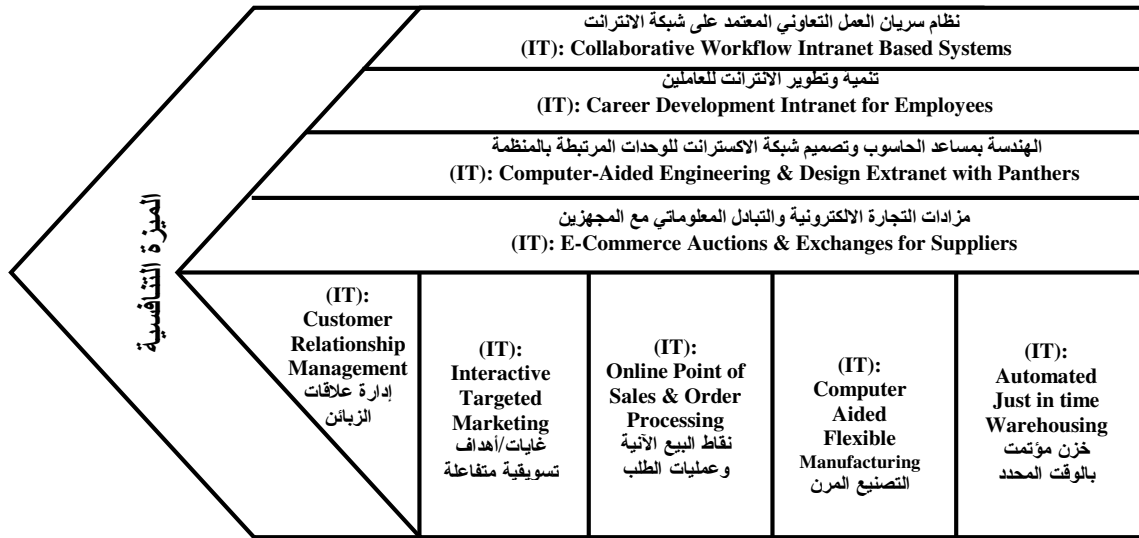 نظام سريان العمل التعاوني المعتمد على شبكة الانترانت
(IT): Collaborative Workflow Intranet Based Systems
تنمية وتطوير الانترانت للعاملين
(IT): Career Development Intranet for Employees
الهندسة بمساعد الحاسوب وتصميم شبكة الاكسترانت للوحدات المرتبطة بالمنظمة
(IT): Computer-Aided Engineering & Design Extranet with Panthers
مزادات التجارة الالكترونية والتبادل المعلوماتي مع المجهزين
(IT): E-Commerce Auctions & Exchanges for Suppliers
(IT):
Automated
Just in time
Warehousing
خزن مؤتمت
بالوقت المحدد
(IT):
Computer
Aided
Flexible
Manufacturing
التصنيع المرن
(IT):
Online Point of
Sales & Order
Processing
نقاط البيع الآنية
وعمليات الطلب
(IT):
Interactive
Targeted
Marketing
غايات/أهداف
تسويقية متفاعلة
(IT):
Customer
Relationship
Management
إدارة علاقات
الزبائن
الميزة التنافسية